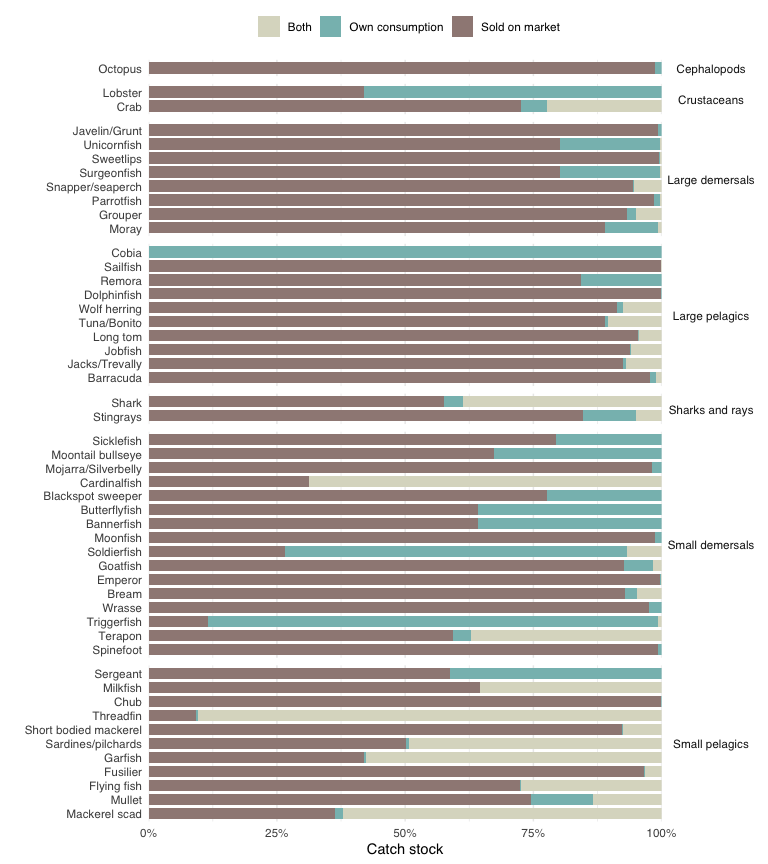 Both Own consumption Sold on market
Octopus
Cephalopods
Lobster
Crab
Crustaceans
Javelin/Grunt
Unicornfish
Sweetlips
Surgeonfish
Snapper/seaperch
Parrotfish
Grouper
Moray
Large demersals
Cobia
Sailfish
Remora
Dolphinfish
Wolf herring
Tuna/Bonito
Long tom
Jobfish
Jacks/Trevally
Barracuda
Large pelagics
Shark
Stingrays
Sharks and rays
Sicklefish
Moontail bullseye
Mojarra/Silverbelly
Cardinalfish
Blackspot sweeper
Butterflyfish
Bannerfish
Moonfish
Soldierfish
Goatfish
Emperor
Bream
Wrasse
Triggerfish
Terapon
Spinefoot
Small demersals
Sergeant
Milkfish
Chub
Threadfin
Short bodied mackerel
Sardines/pilchards
Garfish
Fusilier
Flying fish
Mullet
Mackerel scad
Small pelagics
0% 25% 50% 75% 100%
Catch stock